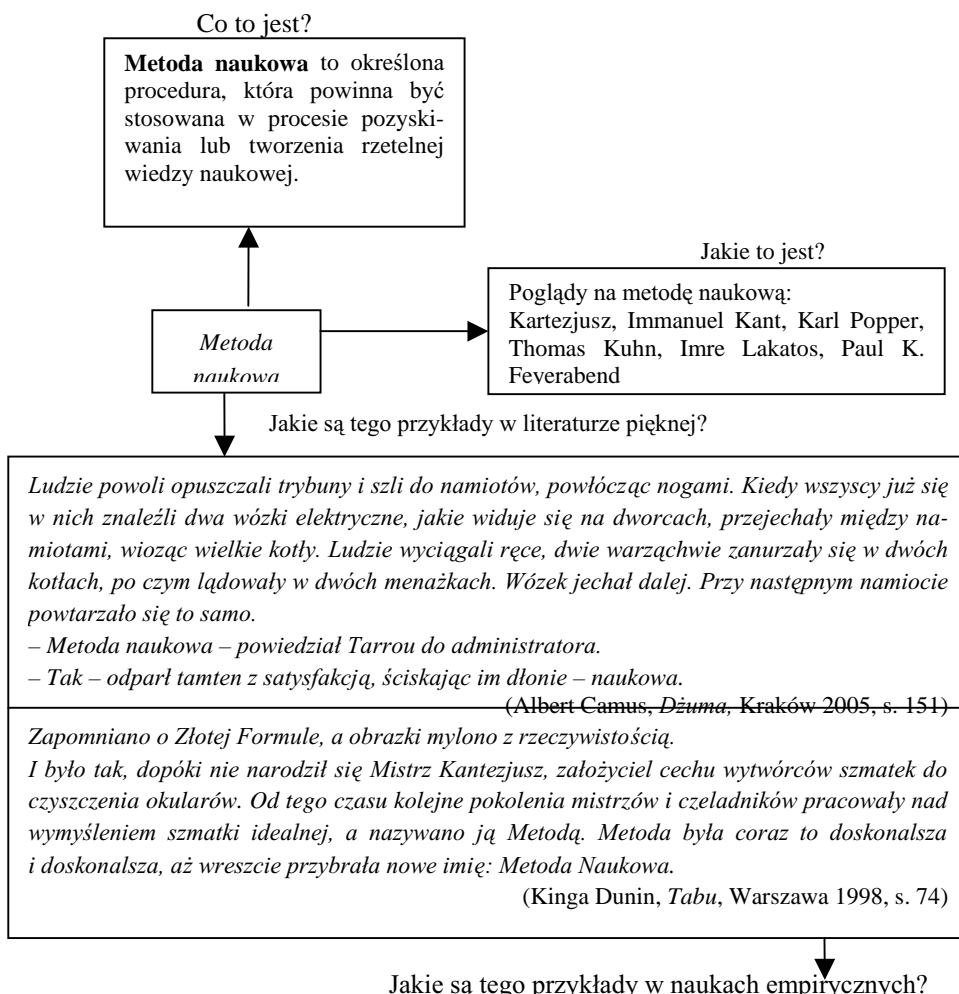 Co to jest?
Metoda naukowa to określona
procedura, która powinna być
stosowana w procesie pozyski-
wania lub tworzenia rzetelnej
wiedzy naukowej.
Jakie to jest?
Poglądy na metodę naukową:
Kartezjusz, Immanuel Kant, Karl Popper,
Thomas Kuhn, Imre Lakatos, Paul K.
Feyerabend
Metoda
naukowa
Jakie są tego przykłady w literaturze pięknej?
Ludzie powoli opuszczali trybuny i szli do namiotów, powłócząc nogami. Kiedy wszyscy już się
w nich znaleźli dwa wózki elektryczne, jakie widuje się na dworcach, przejechały między na-
miotami, wioząc wielkie kotły. Ludzie wyciągali ręce, dwie warząchwie zanurzały się w dwóch
kotłach, po czym lądowały w dwóch menażkach. Wózek jechał dalej. Przy następnym namiocie
powtarzało się to samo.
– Metoda naukowa – powiedział Tarrou do administratora.
– Tak – odparł tamten z satysfakcją, ściskając im dłonie – naukowa.
(Albert Camus, Dżuma, Kraków 2005, s. 151)
Zapomniano o Złotej Formule, a obrazki mylono z rzeczywistością.
I było tak, dopóki nie narodził się Mistrz Kantezjusz, założyciel cechu wytwórców szmatek do
czyszczenia okularów. Od tego czasu kolejne pokolenia mistrzów i czeladników pracowały nad
wymyśleniem szmatki idealnej, a nazywano ją Metodą. Metoda była coraz to doskonalsza
i doskonalsza, aż wreszcie przybrała nowe imię: Metoda Naukowa.
(Kinga Dunin, Tabu, Warszawa 1998, s. 74)
Jakie są tego przykłady w naukach empirycznych?